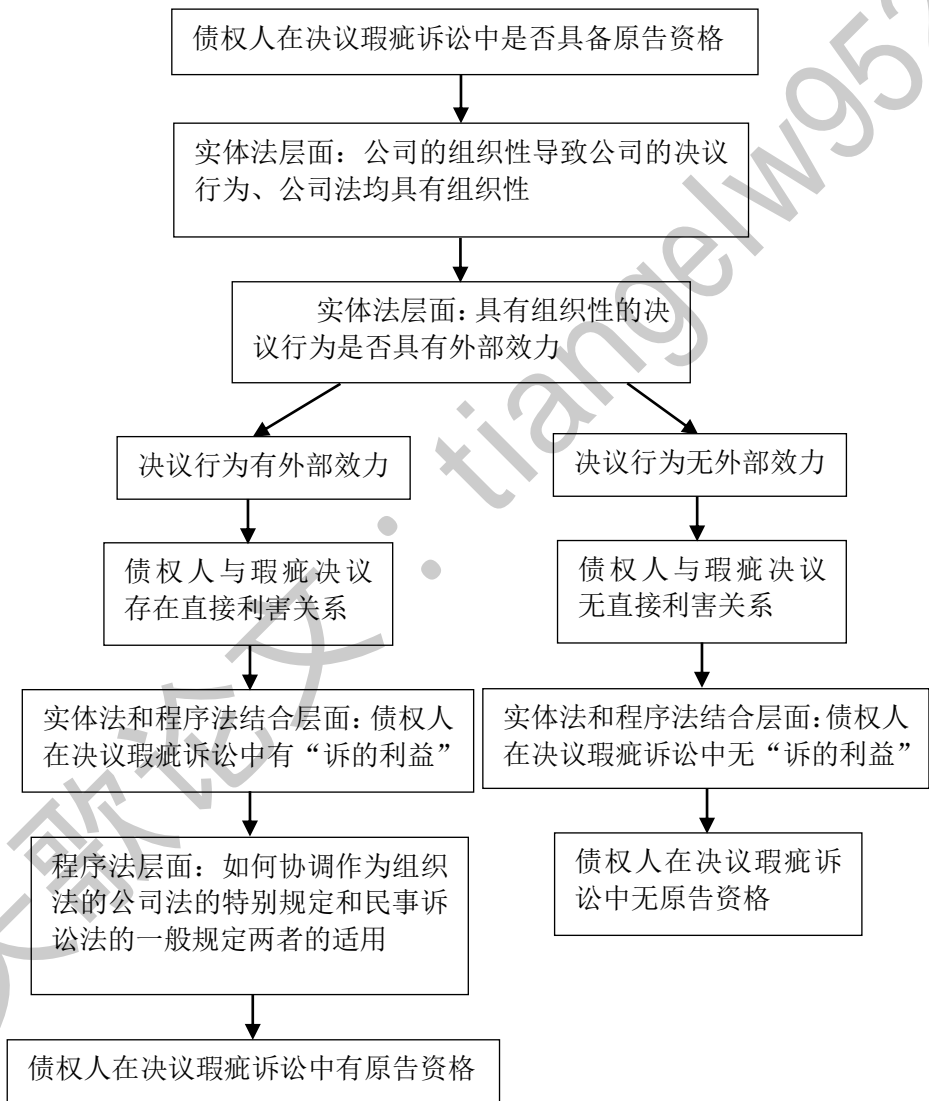 债权人在决议瑕疵诉讼中是否具备原告资格
实体法层面：公司的组织性导致公司的决议
行为、公司法均具有组织性
实体法层面：具有组织性的决
议行为是否具有外部效力
决议行为有外部效力
决议行为无外部效力
债权人与瑕疵决议
存在直接利害关系
债权人与瑕疵决议
无直接利害关系
实体法和程序法结合层面：债权人
在决议瑕疵诉讼中有“诉的利益”
实体法和程序法结合层面：债权人
在决议瑕疵诉讼中无“诉的利益”
程序法层面：如何协调作为组织
法的公司法的特别规定和民事诉
讼法的一般规定两者的适用
债权人在决议瑕疵诉
讼中无原告资格
债权人在决议瑕疵诉讼中有原告资格
大歌论文：tiangelw95